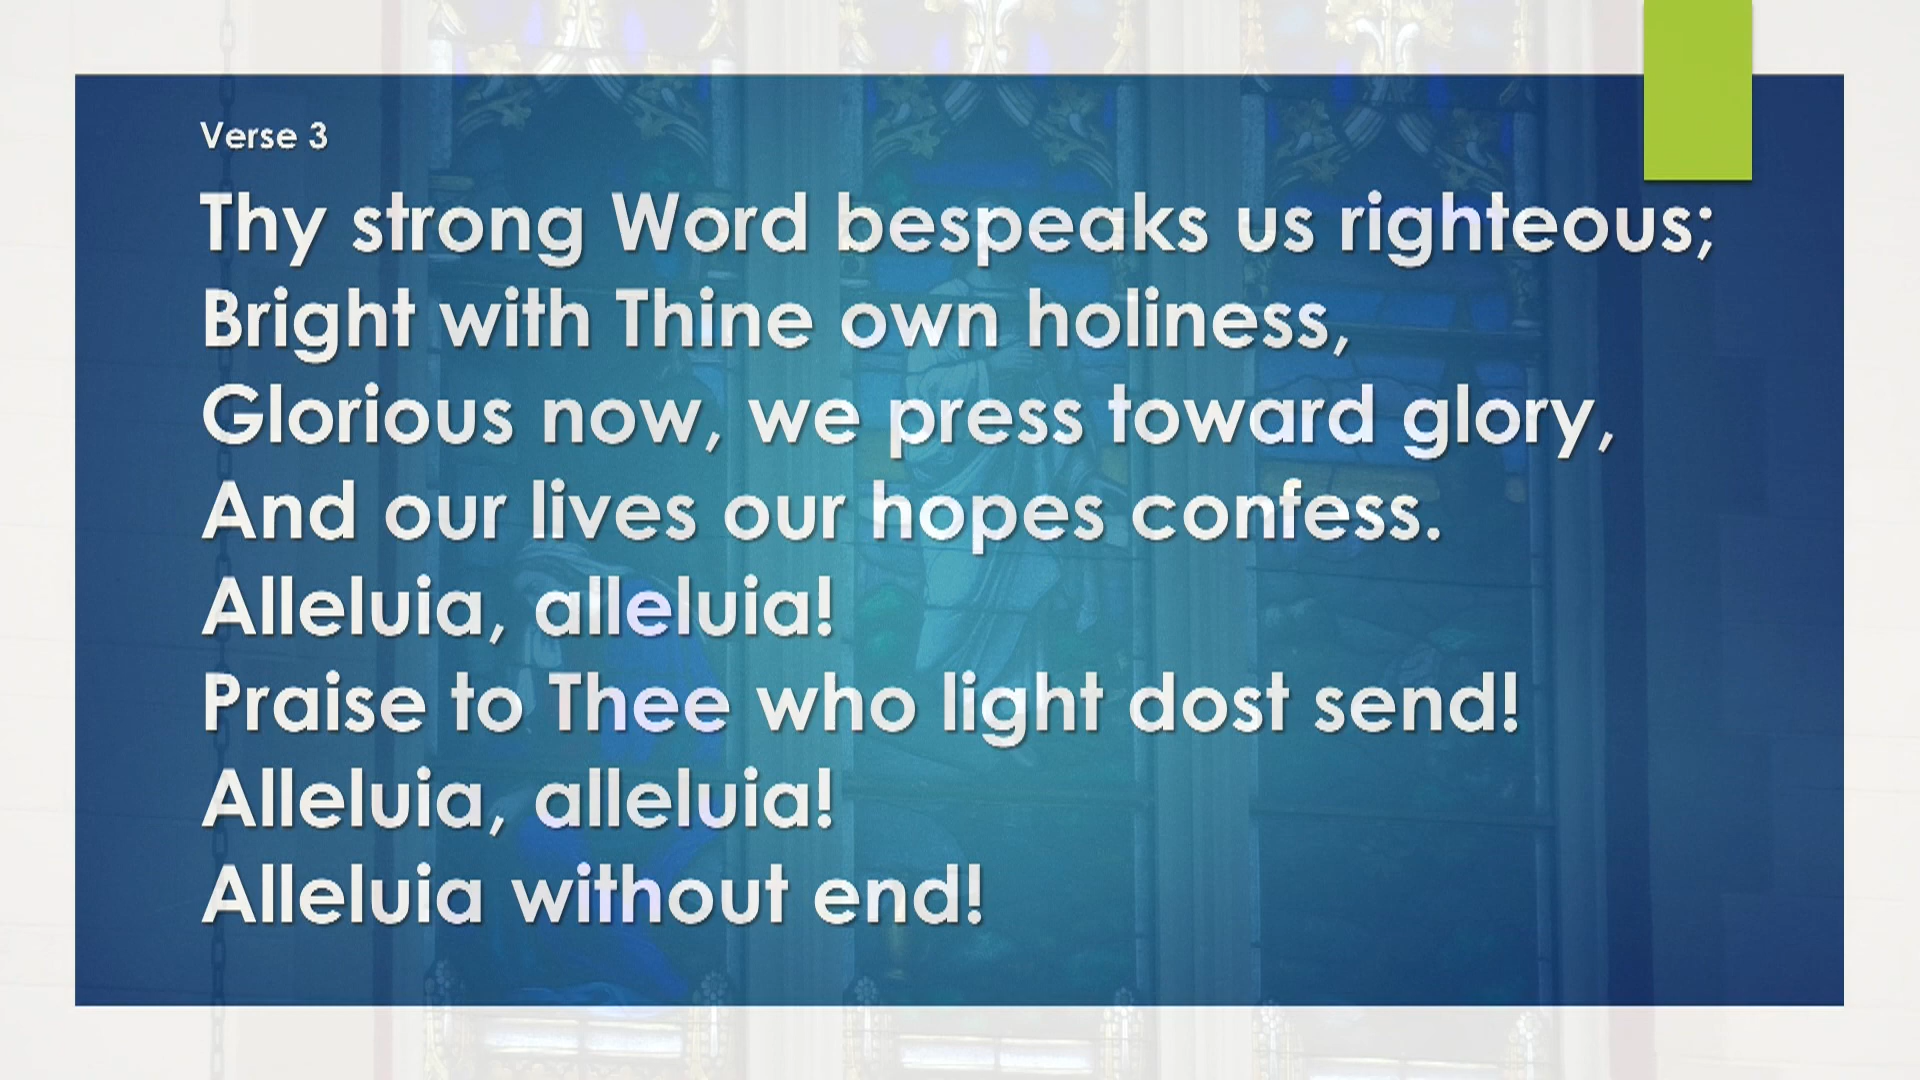 Verse 3
Thy strong Word bespeaks us righteous;
Bright with Thine own holiness,
Glorious now, we press toward glory,
And our lives our hopes confess.
Alleluia, alleluia!
Praise to Thee who light dost send!
Alleluia, alleluia!
Alleluia without end!